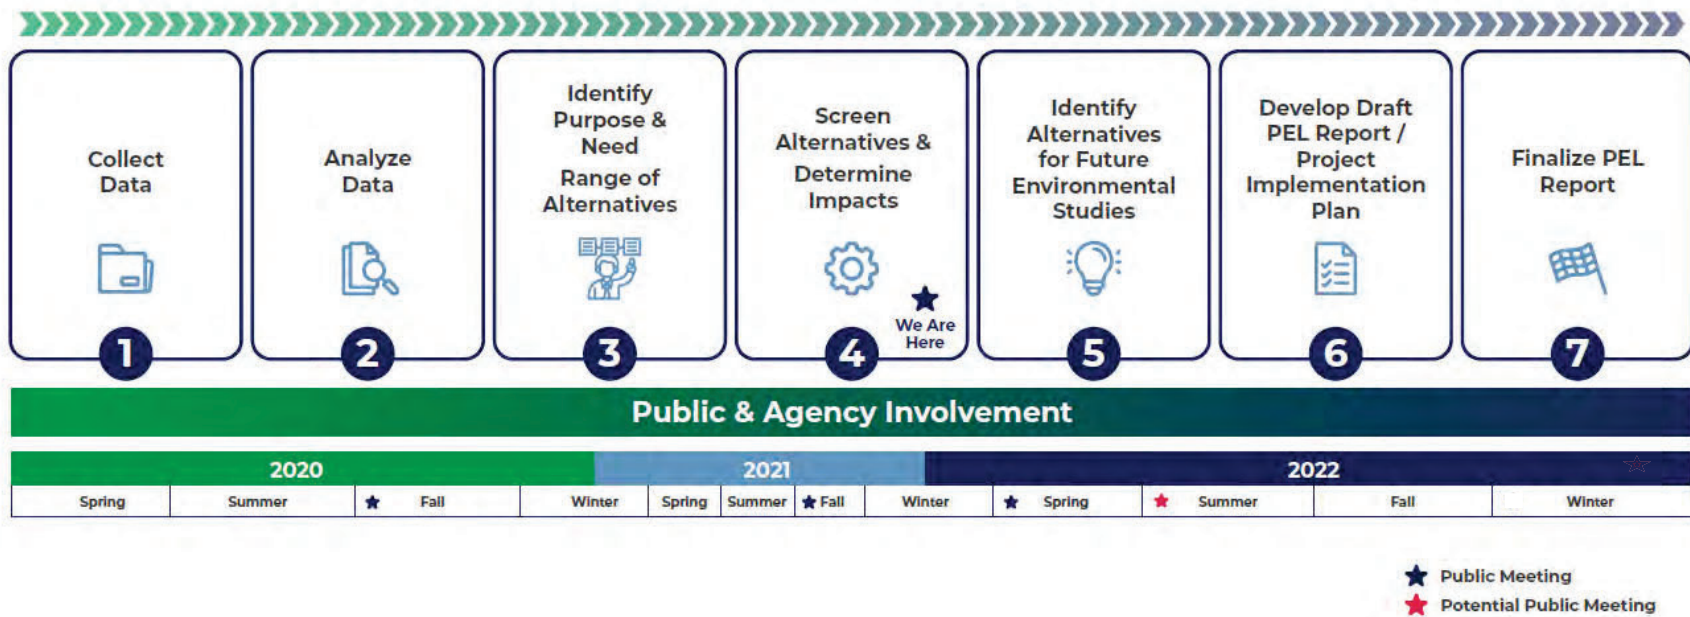 Collect
Data
1
Analyze
Data
2
Identify
Purpose &
Need
Range of
Alternatives
3
Screen
Alternatives &
Determine
Impacts
We Are
Here
4
Identify
Alternatives
for Future
Environmental
Studies
5
Develop Draft
PEL Report /
Project
Implementation
Plan
6
Finalize PEL
Report
7
Public & Agency Involvement
2020 2021 2022
Spring Summer Fall Winter Spring Summer Fall Winter Spring Summer Fall Winter
Public Meeting
Potential Public Meeting